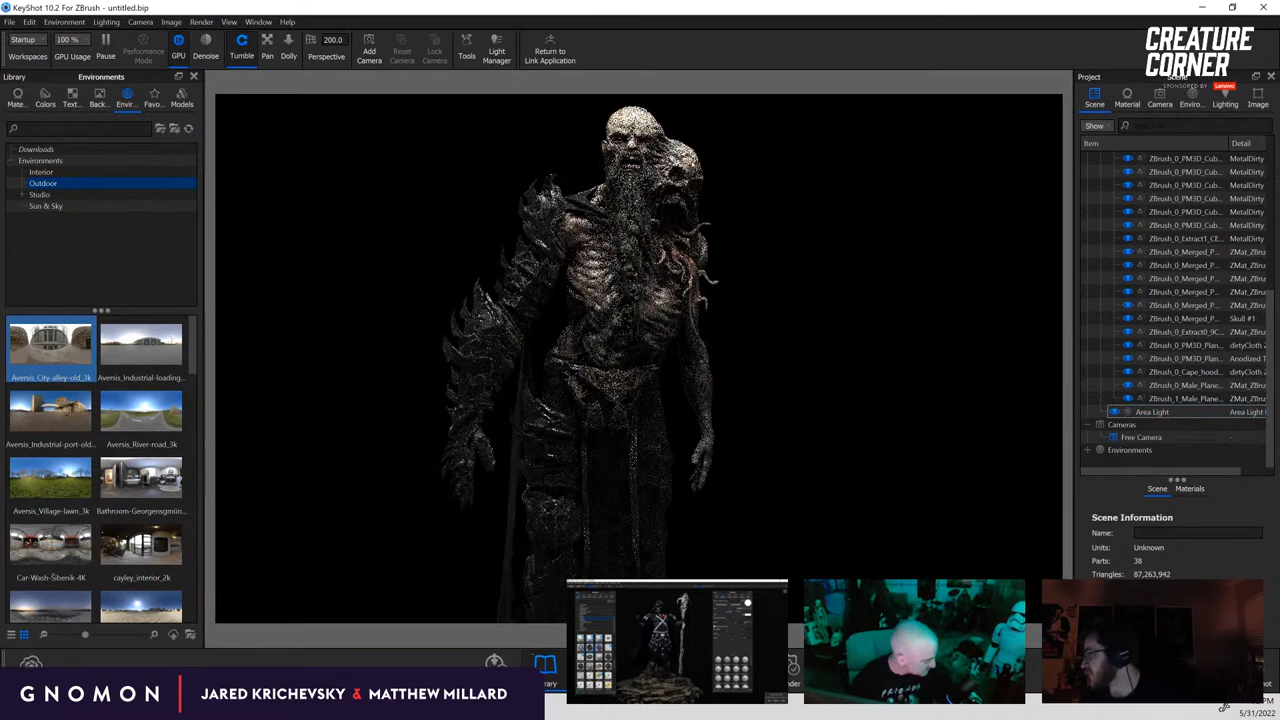 KeyShot 10.2 For ZBrush - untitled.bip
File Edit Environment Lighting Camera Image Render View Window Help
Startup 100 % 200.0
Workspaces GPU Usage Pause Performance Mode GPU Denoise Tumble Pan Dolly Perspective Add Camera Reset Camera Lock Camera Tools Light Manager Return to Link Application
CREATURE CORNER
SPONSORED BY Lenovo
Library Environments Project Scene
Mate... Colors Text... Back... Envir... Favo... Models
Scene Material Camera Enviro... Lighting Image
Show
Item Detail
Downloads
Environments
Interior
Outdoor
Studio
Sun & Sky
ZBrush_0_PM3D_Cub... MetalDirty
ZBrush_0_PM3D_Cub... MetalDirty
ZBrush_0_PM3D_Cub... MetalDirty
ZBrush_0_PM3D_Cub... MetalDirty
ZBrush_0_PM3D_Cub... MetalDirty
ZBrush_0_PM3D_Cub... MetalDirty
ZBrush_0_Extract1_CE... MetalDirty
ZBrush_0_Merged_P... ZMat_ZBru
ZBrush_0_Merged_P... ZMat_ZBru
ZBrush_0_Merged_P... ZMat_ZBru
ZBrush_0_Merged_P... ZMat_ZBru
ZBrush_0_Merged_P... ZMat_ZBru
ZBrush_0_Merged_P... Skull #1
ZBrush_0_Extract0_9C... ZMat_ZBru
ZBrush_0_PM3D_Plan... dirtyCloth Z
ZBrush_0_PM3D_Plan... Anodized T
ZBrush_0_Cape_hood... dirtyCloth Z
ZBrush_0_Male_Plane... ZMat_ZBru
ZBrush_1_Male_Plane... ZMat_ZBru
Area Light Area Light
Cameras
Free Camera -
Environments
Scene Materials
Scene Information
Name:
Units: Unknown
Parts: 38
Triangles: 87,263,942
Aversis_City-alley-old_3k Aversis_Industrial-loading...
Aversis_Industrial-port-old... Aversis_River-road_3k
Aversis_Village-lawn_3k Bathroom-Georgensgmün...
Car-Wash-Šibenik-4K cayley_interior_2k
FRIENDS
GNOMON
JARED KRICHEVSKY & MATTHEW MILLARD
5/31/2022